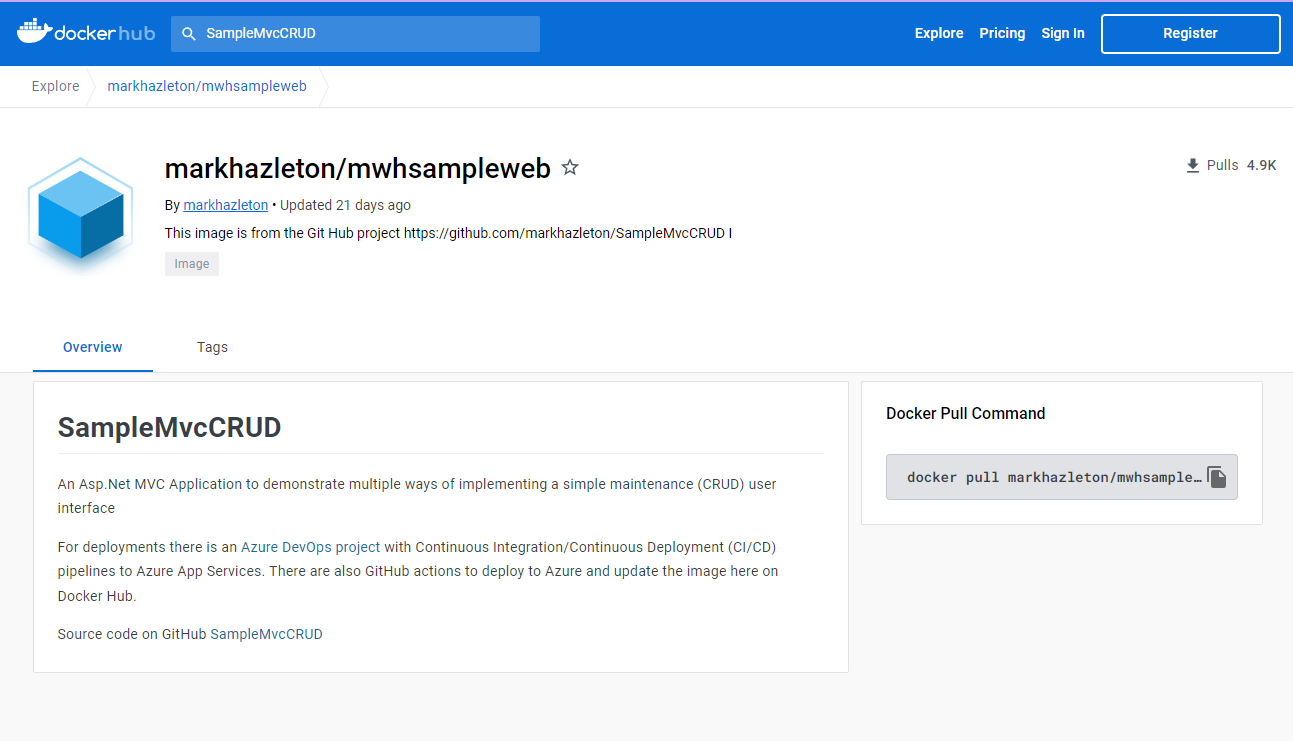 docker hub
SampleMvcCRUD
Explore Pricing Sign In Register
Explore markhazleton/mwhsampleweb
markhazleton/mwhsampleweb
Pulls 4.9K
By markhazleton • Updated 21 days ago
This image is from the Git Hub project https://github.com/markhazleton/SampleMvcCRUD I
Image
Overview Tags
SampleMvcCRUD
An Asp.Net MVC Application to demonstrate multiple ways of implementing a simple maintenance (CRUD) user
interface
For deployments there is an Azure DevOps project with Continuous Integration/Continuous Deployment (CI/CD)
pipelines to Azure App Services. There are also GitHub actions to deploy to Azure and update the image here on
Docker Hub.
Source code on GitHub SampleMvcCRUD
Docker Pull Command
docker pull markhazleton/mwhsample…